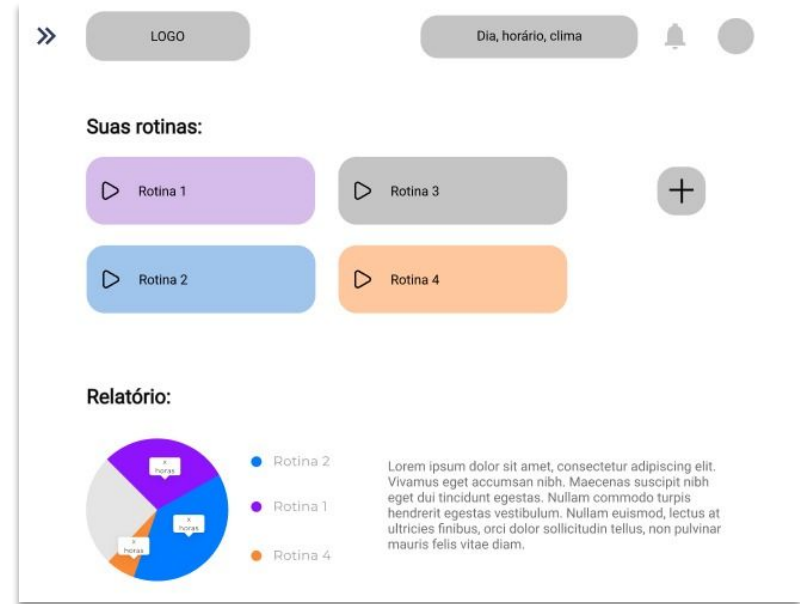 LOGO
Dia, horário, clima
Suas rotinas:
Rotina 1
Rotina 3
Rotina 2
Rotina 4
Relatório:
x
horas
x
horas
x
horas
Rotina 2
Rotina 1
Rotina 4
Lorem ipsum dolor sit amet, consectetur adipiscing elit.
Vivamus eget accumsan nibh. Maecenas suscipit nibh
eget dui tincidunt egestas. Nullam commodo turpis
hendrerit egestas vestibulum. Nullam euismod, lectus at
ultricies finibus, orci dolor sollicitudin tellus, non pulvinar
mauris felis vitae diam.